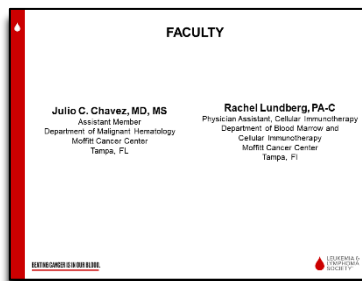 FACULTY
Julio C. Chavez, MD, MS
Assistant Member
Department of Malignant Hematology
Moffitt Cancer Center
Tampa, FL
Rachel Lundberg, PA-C
Physician Assistant, Cellular Immunotherapy
Department of Blood Marrow and
Cellular Immunotherapy
Moffitt Cancer Center
Tampa, Fl
BEATING CANCER IS IN OUR BLOOD.
LEUKEMIA &
LYMPHOMA
SOCIETY